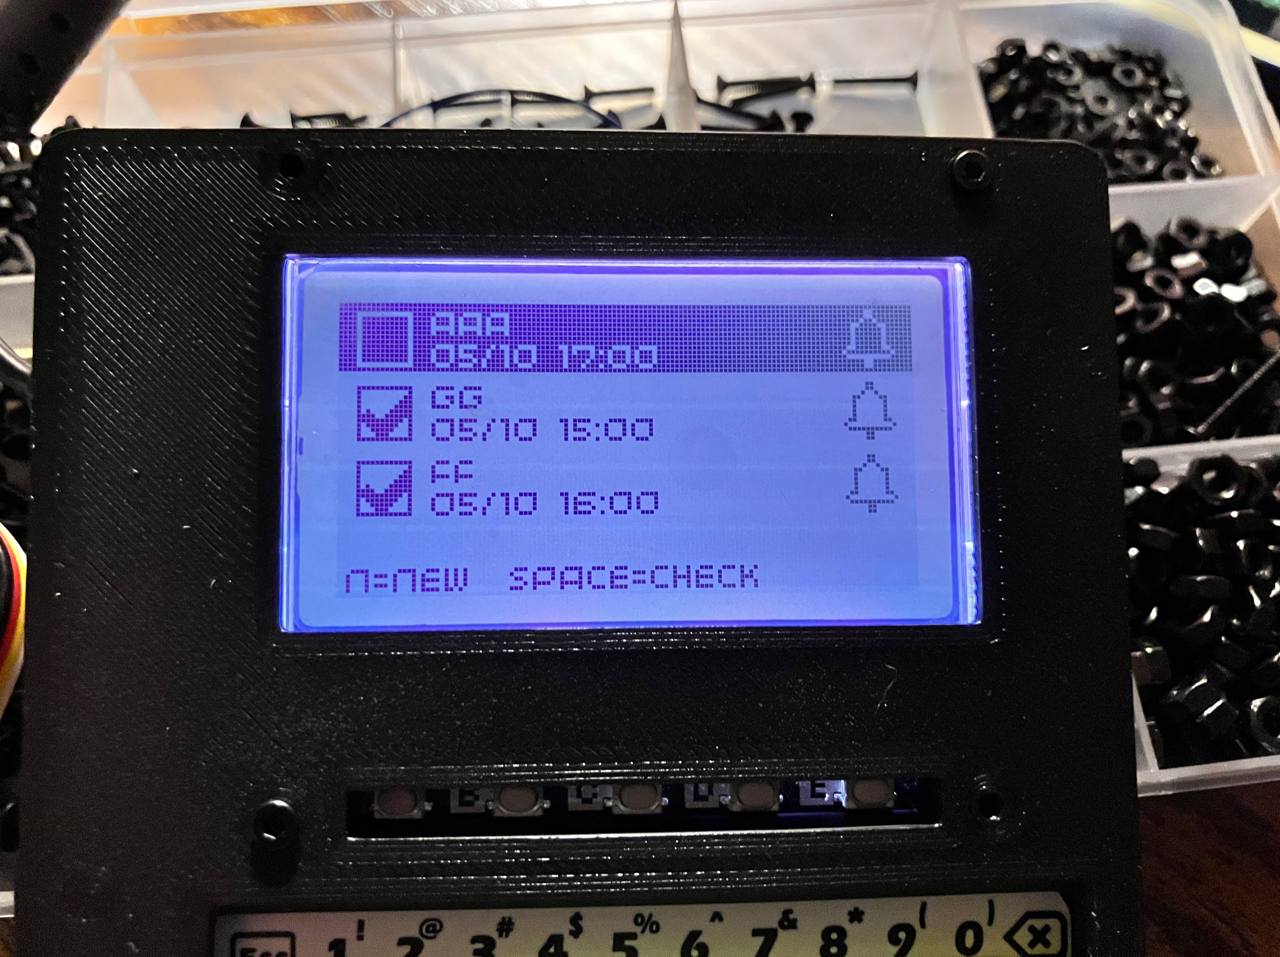 AAA
05/10 17:00
GG
05/10 15:00
FF
05/10 16:00
n=nEW SPACE=CHECK
B C D E
! @ # $ % ^ & * ( )
Esc 1 2 3 4 5 6 7 8 9 0